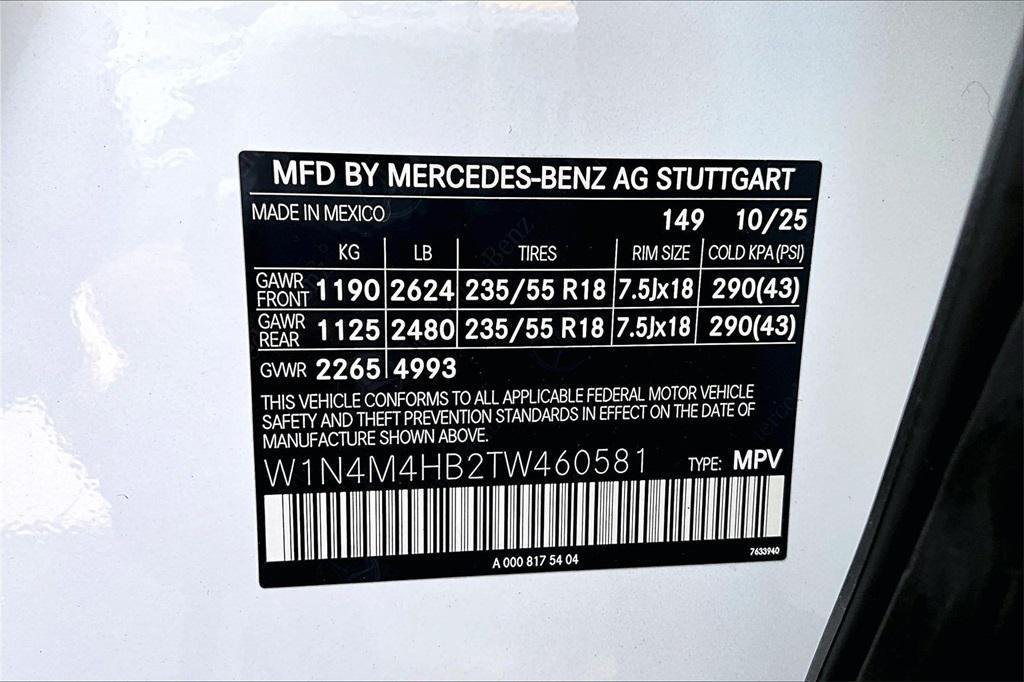 MFD BY MERCEDES-BENZ AG STUTTGART
MADE IN MEXICO 149 10/25
KG LB TIRES RIM SIZE COLD KPA (PSI)
GAWR FRONT 1190 2624 235/55 R18 7.5Jx18 290(43)
GAWR REAR 1125 2480 235/55 R18 7.5Jx18 290(43)
GVWR 2265 4993
THIS VEHICLE CONFORMS TO ALL APPLICABLE FEDERAL MOTOR VEHICLE
SAFETY AND THEFT PREVENTION STANDARDS IN EFFECT ON THE DATE OF
MANUFACTURE SHOWN ABOVE.
W1N4M4HB2TW460581 TYPE: MPV
7633940
A 000 817 54 04